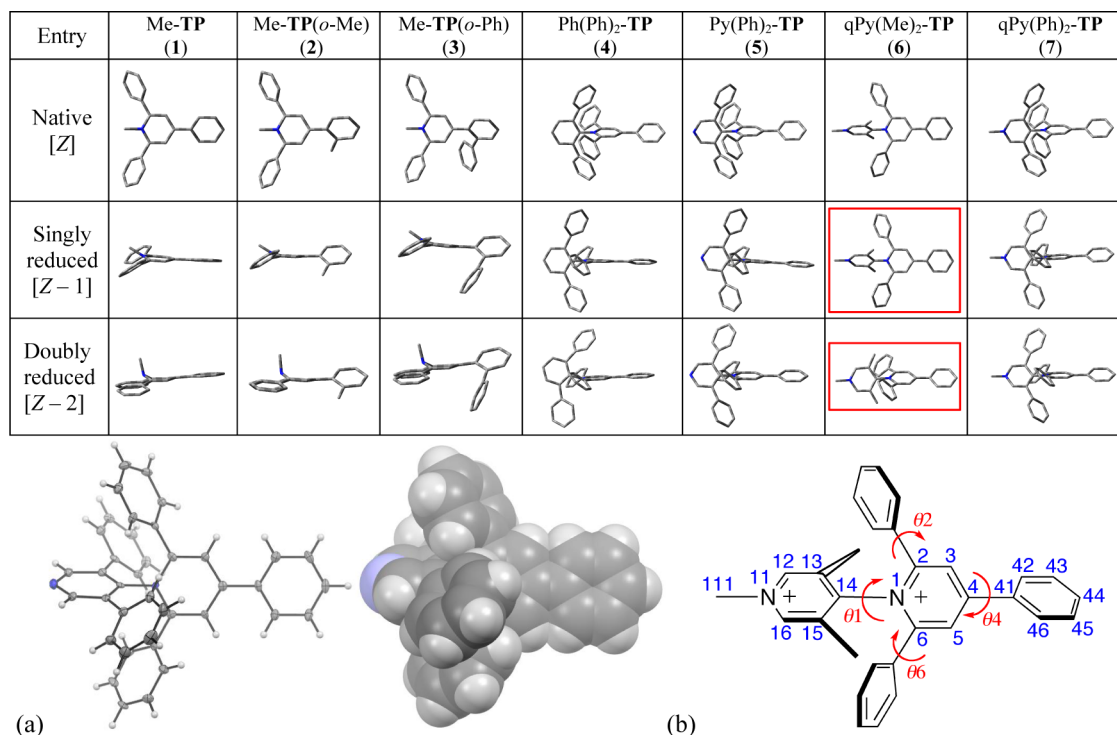 Entry
Me-TP
(1)
Me-TP(o-Me)
(2)
Me-TP(o-Ph)
(3)
Ph(Ph)2-TP
(4)
Py(Ph)2-TP
(5)
qPy(Me)2-TP
(6)
qPy(Ph)2-TP
(7)
Native
[Z]
Singly
reduced
[Z – 1]
Doubly
reduced
[Z – 2]
(a)
(b)
θ2
12
13
2
3
42
43
111
11
14
1
4
41
44
+
θ1
+
θ4
16
15
6
5
46
45
θ6